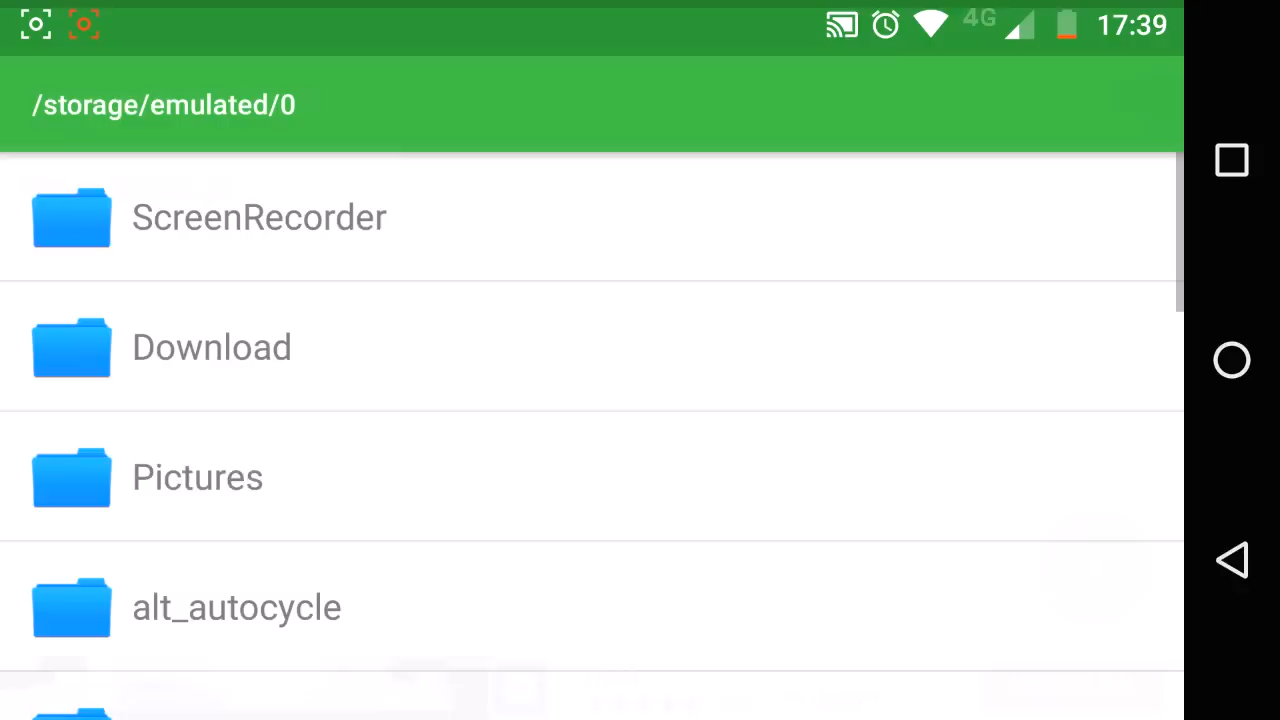 4G
17:39
/storage/emulated/0
ScreenRecorder
Download
Pictures
alt_autocycle